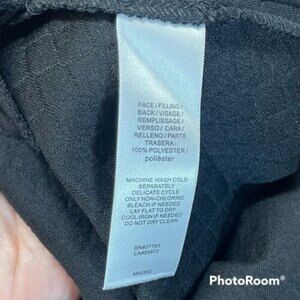 FACE / FILLING /
BACK / VISAGE /
REMPLISSAGE /
VERSO / CARA /
RELLENO / PARTE
TRASERA :
100% POLYESTER /
poliéster
MACHINE WASH COLD
SEPARATELY
DELICATE CYCLE
ONLY NON-CHLORINE
BLEACH IF NEEDED
LAY FLAT TO DRY
COOL IRON IF NEEDED
DO NOT DRY CLEAN
PhotoRoom